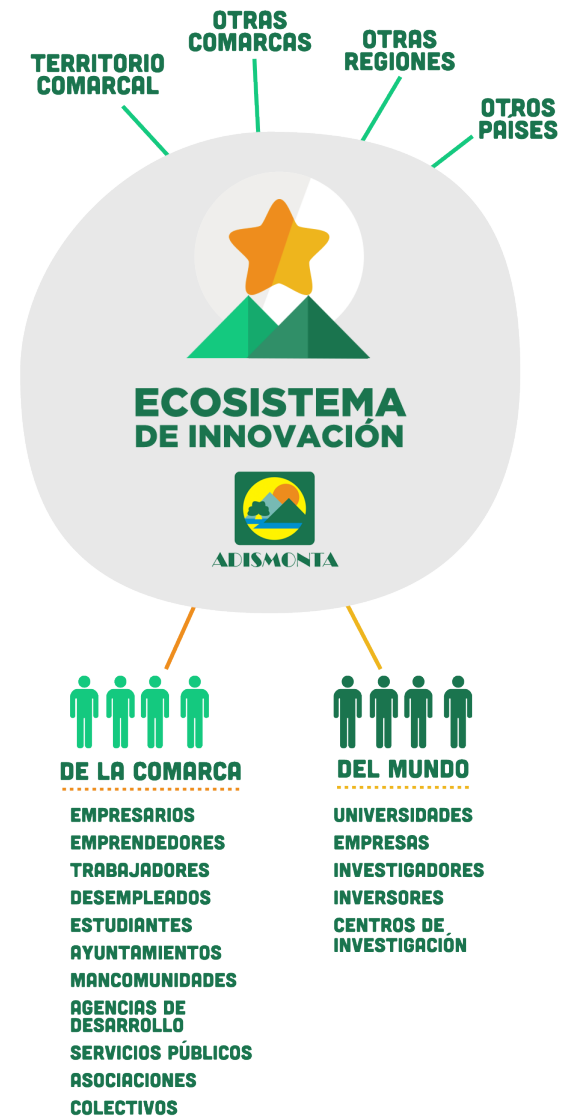 OTRAS
COMARCAS
OTRAS
REGIONES
TERRITORIO
COMARCAL
OTROS
PAÍSES
ECOSISTEMA
DE INNOVACIÓN
ADISMONTA
DE LA COMARCA
EMPRESARIOS
EMPRENDEDORES
TRABAJADORES
DESEMPLEADOS
ESTUDIANTES
AYUNTAMIENTOS
MANCOMUNIDADES
AGENCIAS DE
DESARROLLO
SERVICIOS PÚBLICOS
ASOCIACIONES
COLECTIVOS
DEL MUNDO
UNIVERSIDADES
EMPRESAS
INVESTIGADORES
INVERSORES
CENTROS DE
INVESTIGACIÓN